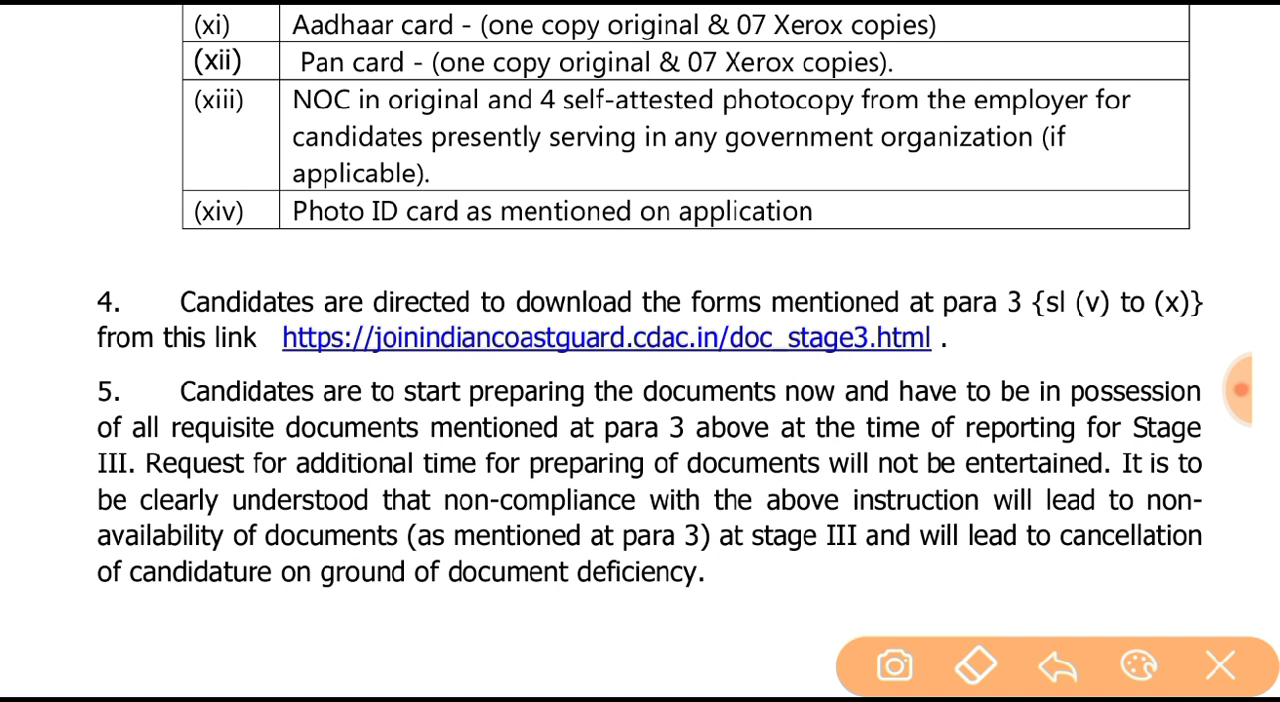 (xi) Aadhaar card - (one copy original & 07 Xerox copies)
(xii) Pan card - (one copy original & 07 Xerox copies).
(xiii) NOC in original and 4 self-attested photocopy from the employer for
candidates presently serving in any government organization (if
applicable).
(xiv) Photo ID card as mentioned on application
4. Candidates are directed to download the forms mentioned at para 3 {sl (v) to (x)}
from this link https://joinindiancoastguard.cdac.in/doc_stage3.html .
5. Candidates are to start preparing the documents now and have to be in possession
of all requisite documents mentioned at para 3 above at the time of reporting for Stage
III. Request for additional time for preparing of documents will not be entertained. It is to
be clearly understood that non-compliance with the above instruction will lead to non-
availability of documents (as mentioned at para 3) at stage III and will lead to cancellation
of candidature on ground of document deficiency.